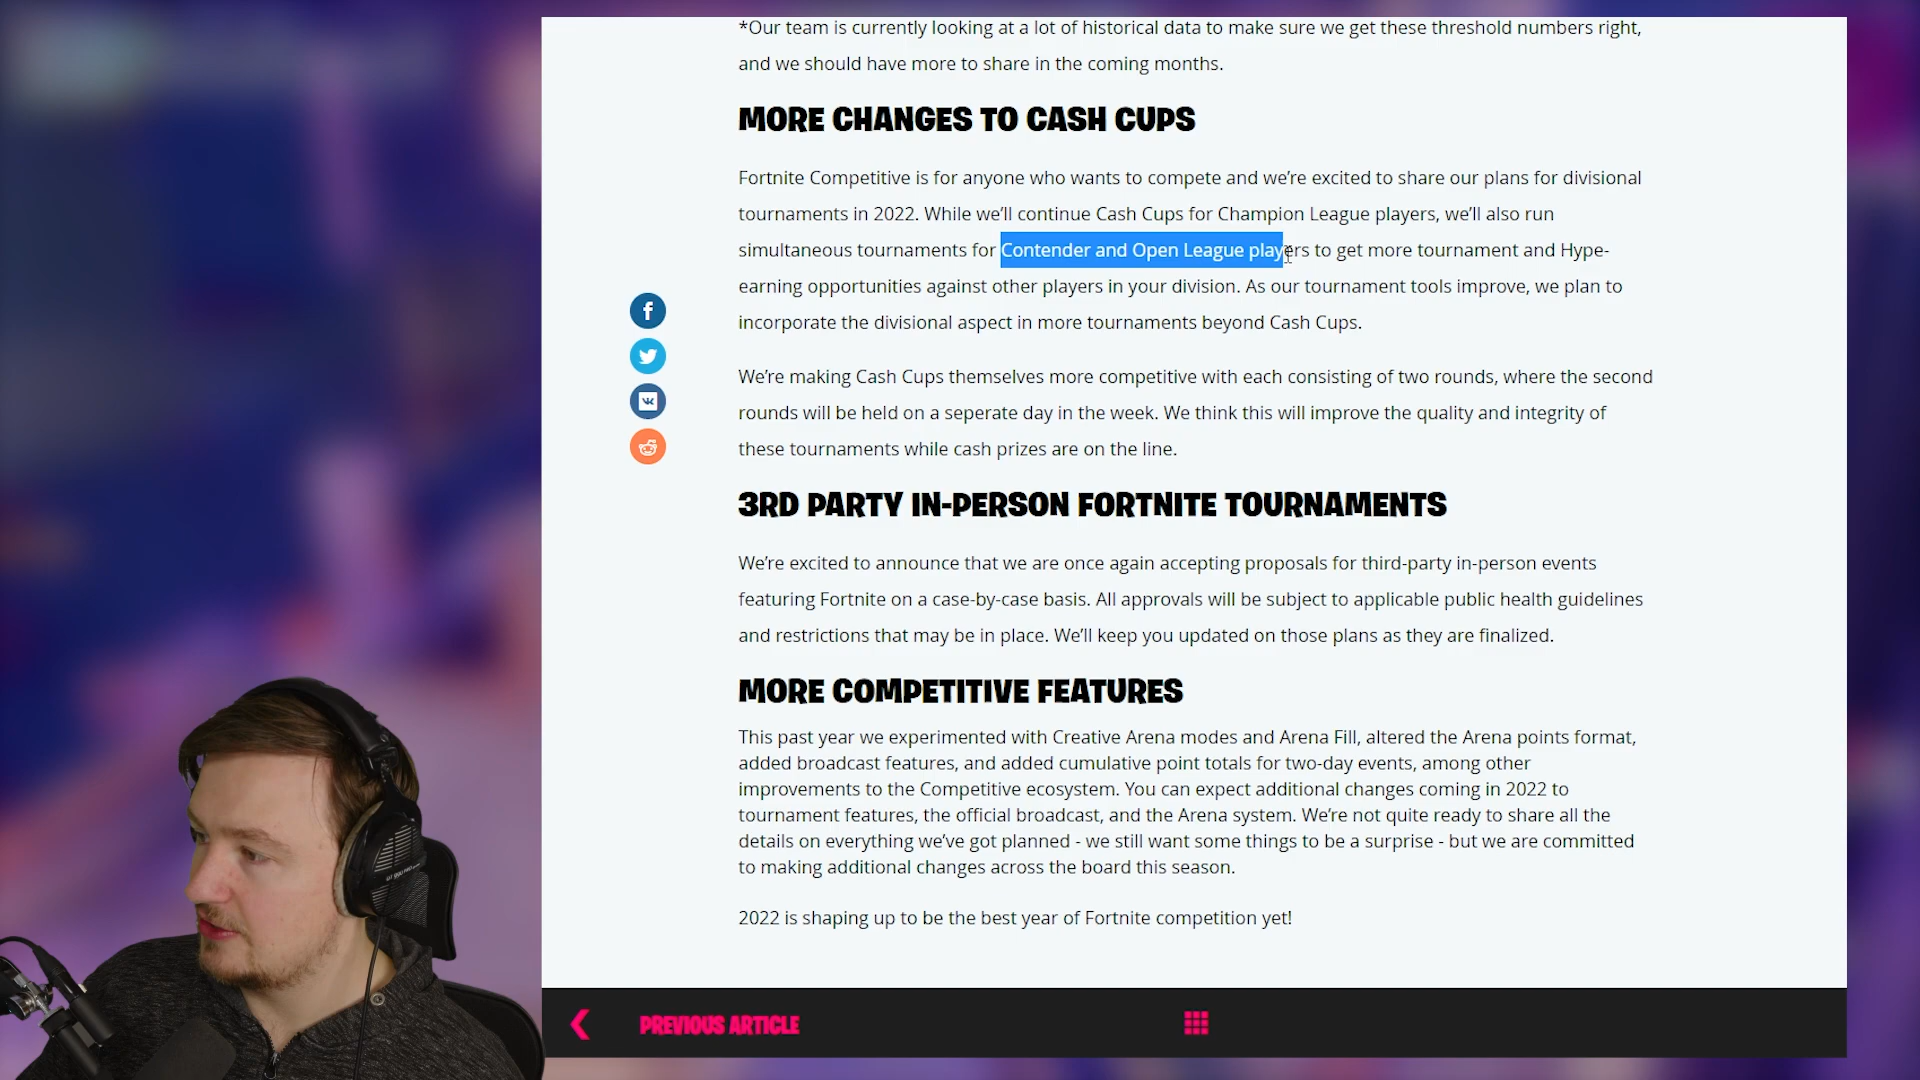 *Our team is currently looking at a lot of historical data to make sure we get these threshold numbers right,
and we should have more to share in the coming months.
MORE CHANGES TO CASH CUPS
Fortnite Competitive is for anyone who wants to compete and we're excited to share our plans for divisional
tournaments in 2022. While we'll continue Cash Cups for Champion League players, we'll also run
simultaneous tournaments for Contender and Open League players to get more tournament and Hype-
earning opportunities against other players in your division. As our tournament tools improve, we plan to
incorporate the divisional aspect in more tournaments beyond Cash Cups.
We're making Cash Cups themselves more competitive with each consisting of two rounds, where the second
rounds will be held on a seperate day in the week. We think this will improve the quality and integrity of
these tournaments while cash prizes are on the line.
3RD PARTY IN-PERSON FORTNITE TOURNAMENTS
We're excited to announce that we are once again accepting proposals for third-party in-person events
featuring Fortnite on a case-by-case basis. All approvals will be subject to applicable public health guidelines
and restrictions that may be in place. We'll keep you updated on those plans as they are finalized.
MORE COMPETITIVE FEATURES
This past year we experimented with Creative Arena modes and Arena Fill, altered the Arena points format,
added broadcast features, and added cumulative point totals for two-day events, among other
improvements to the Competitive ecosystem. You can expect additional changes coming in 2022 to
tournament features, the official broadcast, and the Arena system. We're not quite ready to share all the
details on everything we've got planned - we still want some things to be a surprise - but we are committed
to making additional changes across the board this season.
2022 is shaping up to be the best year of Fortnite competition yet!
PREVIOUS ARTICLE